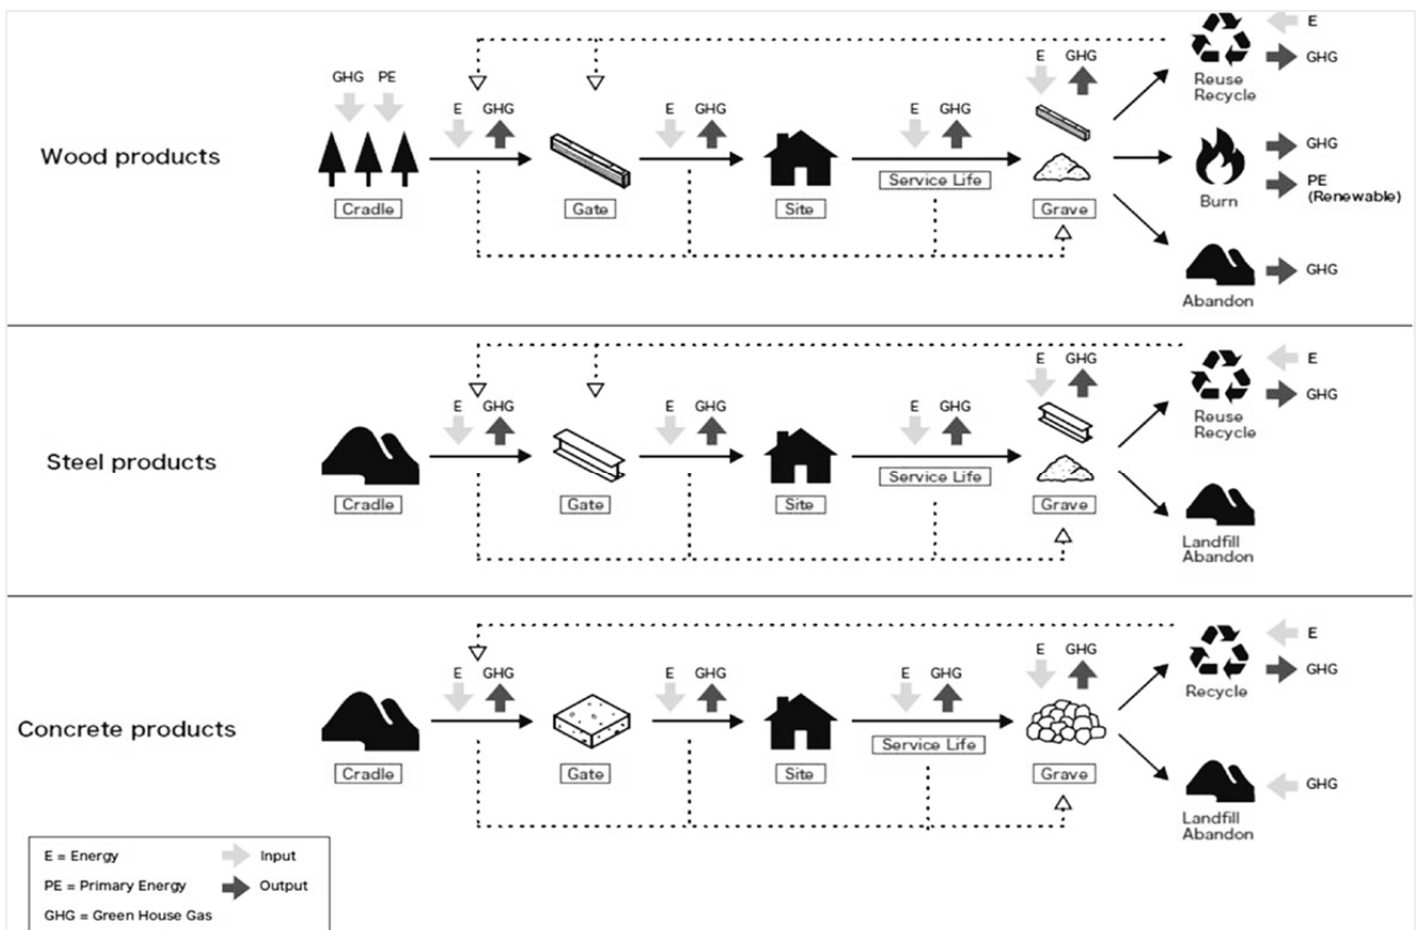 E
GHG
Reuse
Recycle
E GHG
GHG PE
E GHG
E GHG
E GHG
Wood products
GHG
PE
(Renewable)
Burn
Service Life
Cradle
Gate
Site
Grave
GHG
Abandon
E GHG
E
GHG
Reuse
Recycle
E GHG
E GHG
E GHG
Steel products
Service Life
Cradle
Gate
Site
Grave
Landfill
Abandon
E
GHG
Recycle
E GHG
E GHG
E GHG
E GHG
Concrete products
Service Life
Cradle
Gate
Site
Grave
GHG
Landfill
Abandon
E = Energy
Input
PE = Primary Energy
Output
GHG = Green House Gas